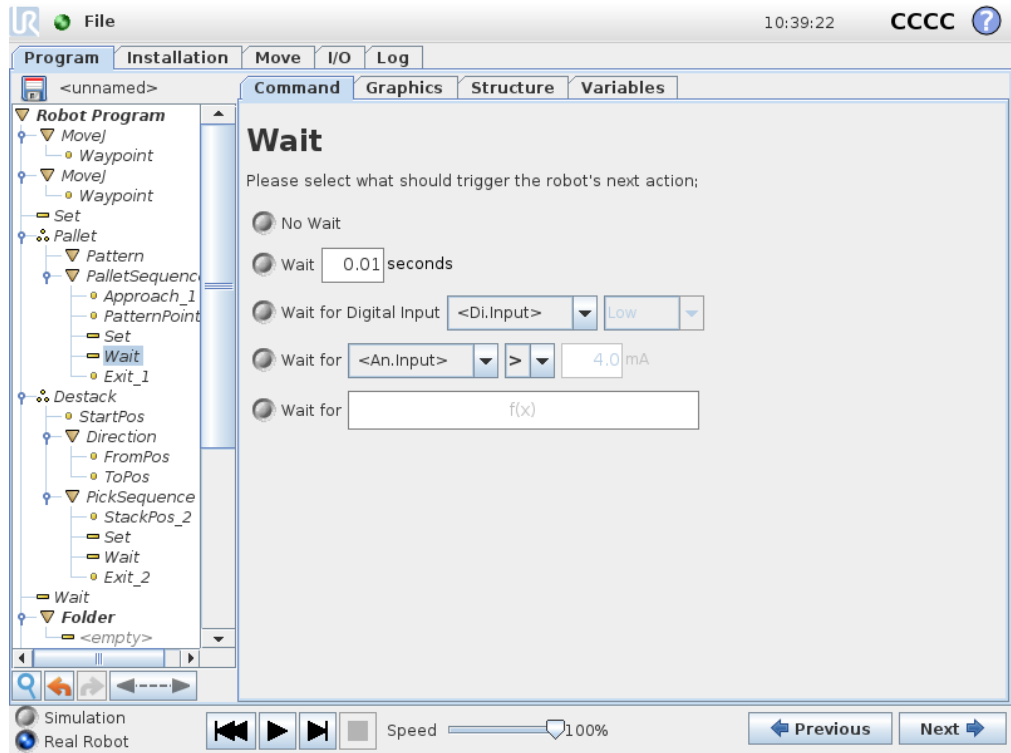 UR File 10:39:22 CCCC ?
Program Installation Move I/O Log
<unnamed>
Command Graphics Structure Variables
Robot Program
MoveJ
Waypoint
MoveJ
Waypoint
Set
Pallet
Pattern
PalletSequenc
Approach_1
PatternPoint
Set
Wait
Exit_1
Destack
StartPos
Direction
FromPos
ToPos
PickSequence
StackPos_2
Set
Wait
Exit_2
Wait
Folder
<empty>
Wait
Please select what should trigger the robot's next action;
No Wait
Wait 0.01 seconds
Wait for Digital Input <Di.Input> Low
Wait for <An.Input> > 4.0 mA
Wait for f(x)
Simulation
Real Robot
Speed 100%
Previous Next